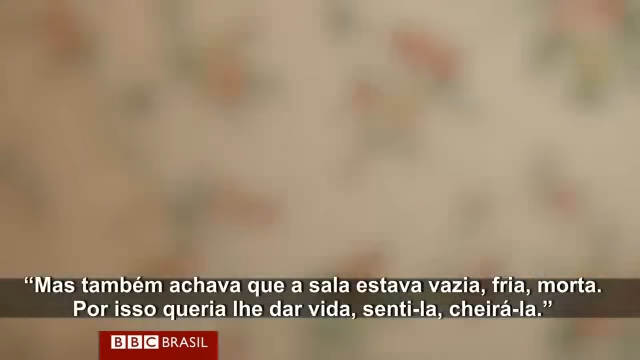 “Mas também achava que a sala estava vazia, fria, morta.
Por isso queria lhe dar vida, senti-la, cheirá-la.”
BBC BRASIL